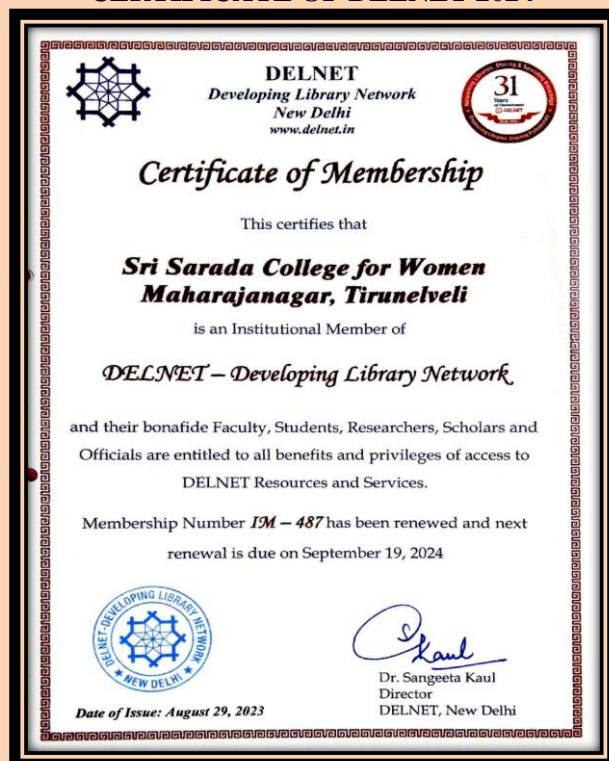 DELNET
Developing Library Network
New Delhi
www.delnet.in
31
Years
DELNET
Certificate of Membership
This certifies that
Sri Sarada College for Women
Maharajanagar, Tirunelveli
is an Institutional Member of
DELNET – Developing Library Network
and their bonafide Faculty, Students, Researchers, Scholars and
Officials are entitled to all benefits and privileges of access to
DELNET Resources and Services.
Membership Number IM – 487 has been renewed and next
renewal is due on September 19, 2024
DELNET-DEVELOPING LIBRARY NETWORK
NEW DELHI
Kaul
Dr. Sangeeta Kaul
Director
DELNET, New Delhi
Date of Issue: August 29, 2023